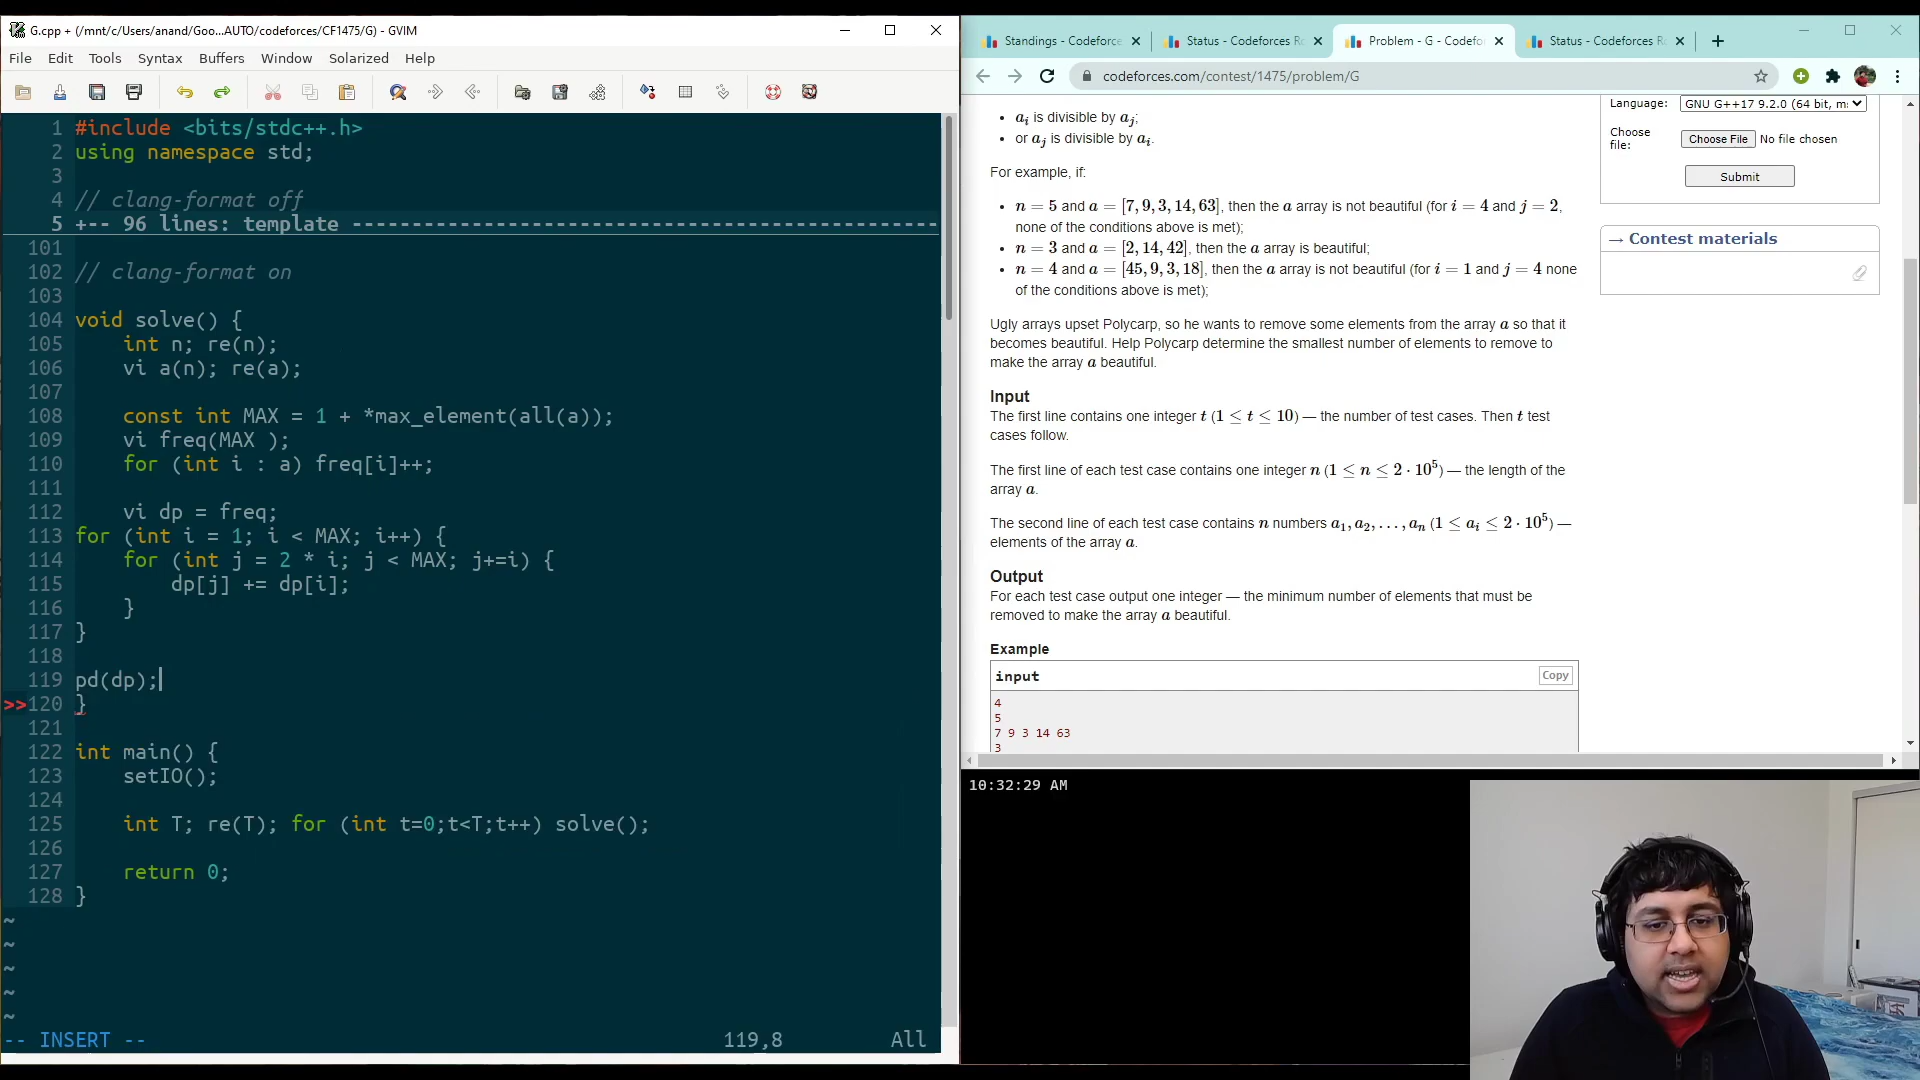 G.cpp + (/mnt/c/Users/anand/Goo...AUTO/codeforces/CF1475/G) - GVIM
File Edit Tools Syntax Buffers Window Solarized Help
1 #include <bits/stdc++.h>
2 using namespace std;
3
4 // clang-format off
5 +-- 96 lines: template --------------------------------------------------
101
102 // clang-format on
103
104 void solve() {
105 int n; re(n);
106 vi a(n); re(a);
107
108 const int MAX = 1 + *max_element(all(a));
109 vi freq(MAX );
110 for (int i : a) freq[i]++;
111
112 vi dp = freq;
113 for (int i = 1; i < MAX; i++) {
114 for (int j = 2 * i; j < MAX; j+=i) {
115 dp[j] += dp[i];
116 }
117 }
118
119 pd(dp);
>>120 }
121
122 int main() {
123 setIO();
124
125 int T; re(T); for (int t=0;t<T;t++) solve();
126
127 return 0;
128 }
~
~
~
~
~
-- INSERT -- 119,8 All
Standings - Codeforce
Status - Codeforces Ro
Problem - G - Codefo
Status - Codeforces Ro
codeforces.com/contest/1475/problem/G
• aᵢ is divisible by aⱼ;
• or aⱼ is divisible by aᵢ.
For example, if:
• n = 5 and a = [7, 9, 3, 14, 63], then the a array is not beautiful (for i = 4 and j = 2,
none of the conditions above is met);
• n = 3 and a = [2, 14, 42], then the a array is beautiful;
• n = 4 and a = [45, 9, 3, 18], then the a array is not beautiful (for i = 1 and j = 4 none
of the conditions above is met);
Ugly arrays upset Polycarp, so he wants to remove some elements from the array a so that it
becomes beautiful. Help Polycarp determine the smallest number of elements to remove to
make the array a beautiful.
Input
The first line contains one integer t (1 ≤ t ≤ 10) — the number of test cases. Then t test
cases follow.
The first line of each test case contains one integer n (1 ≤ n ≤ 2 · 10⁵) — the length of the
array a.
The second line of each test case contains n numbers a₁, a₂, . . . , aₙ (1 ≤ aᵢ ≤ 2 · 10⁵) —
elements of the array a.
Output
For each test case output one integer — the minimum number of elements that must be
removed to make the array a beautiful.
Example
input Copy
4
5
7 9 3 14 63
3
Language: GNU G++17 9.2.0 (64 bit, m
Choose
file: Choose File No file chosen
Submit
→ Contest materials
10:32:29 AM